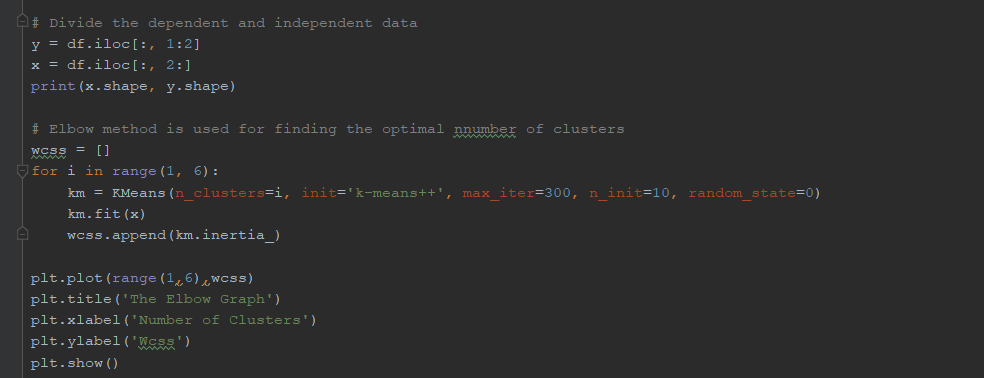 # Divide the dependent and independent data
y = df.iloc[:, 1:2]
x = df.iloc[:, 2:]
print(x.shape, y.shape)

# Elbow method is used for finding the optimal nnumber of clusters
wcss = []
for i in range(1, 6):
    km = KMeans(n_clusters=i, init='k-means++', max_iter=300, n_init=10, random_state=0)
    km.fit(x)
    wcss.append(km.inertia_)

plt.plot(range(1,6),wcss)
plt.title('The Elbow Graph')
plt.xlabel('Number of Clusters')
plt.ylabel('Wcss')
plt.show()